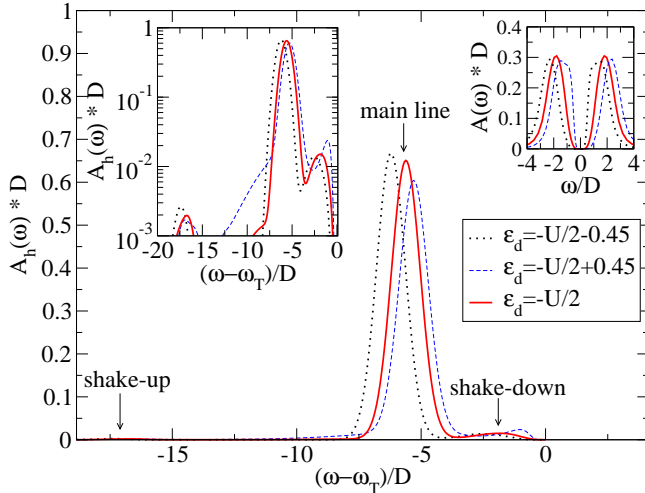 1
0.9
0.8
0.7
0.6
0.5
0.4
0.3
0.2
0.1
0
A_h(ω) * D
-15
-10
-5
0
(ω−ω_T)/D
shake-up
main line
shake-down
1
10^-1
10^-2
10^-3
A_h(ω) * D
-20
-15
-10
-5
0
(ω−ω_T)/D
0.4
0.3
0.2
0.1
0
A(ω) * D
-4
-2
0
2
4
ω/D
ε_d=-U/2-0.45
ε_d=-U/2+0.45
ε_d=-U/2